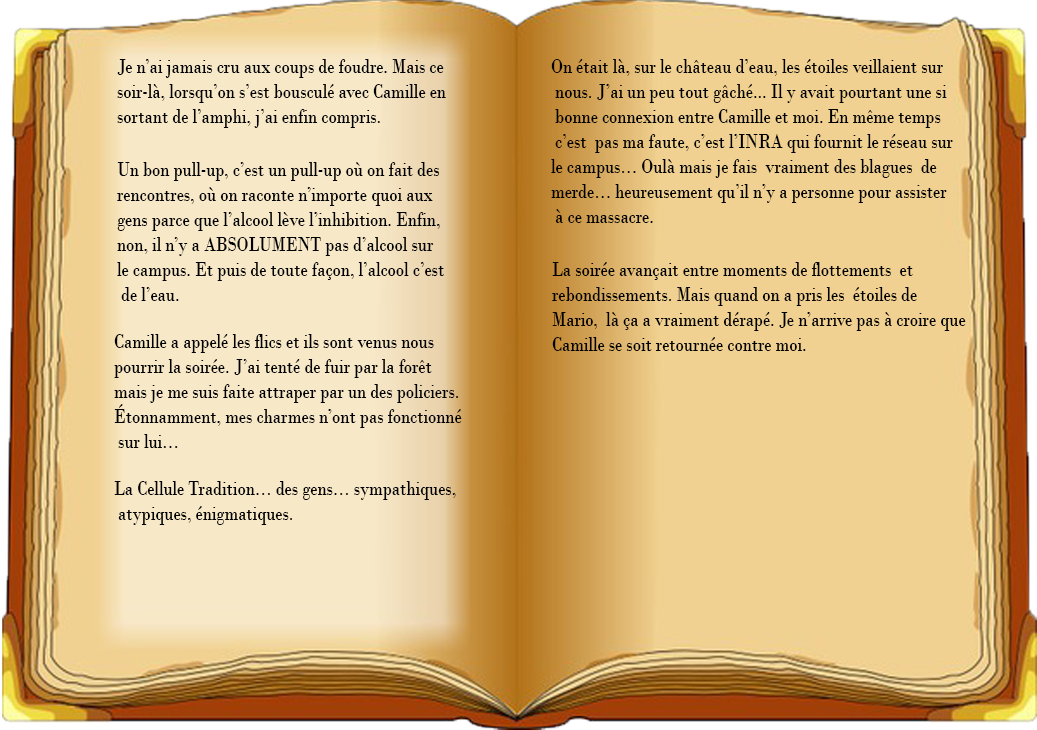 Je n'ai jamais cru aux coups de foudre. Mais ce
soir-là, lorsqu'on s'est bousculé avec Camille en
sortant de l'amphi, j'ai enfin compris.
Un bon pull-up, c'est un pull-up où on fait des
rencontres, où on raconte n'importe quoi aux
gens parce que l'alcool lève l'inhibition. Enfin,
non, il n'y a ABSOLUMENT pas d'alcool sur
le campus. Et puis de toute façon, l'alcool c'est
de l'eau.
Camille a appelé les flics et ils sont venus nous
pourrir la soirée. J'ai tenté de fuir par la forêt
mais je me suis faite attraper par un des policiers.
Étonnamment, mes charmes n'ont pas fonctionné
sur lui…
La Cellule Tradition… des gens… sympathiques,
atypiques, énigmatiques.
On était là, sur le château d'eau, les étoiles veillaient sur
nous. J'ai un peu tout gâché... Il y avait pourtant une si
bonne connexion entre Camille et moi. En même temps
c'est pas ma faute, c'est l'INRA qui fournit le réseau sur
le campus… Oulà mais je fais vraiment des blagues de
merde… heureusement qu'il n'y a personne pour assister
à ce massacre.
La soirée avançait entre moments de flottements et
rebondissements. Mais quand on a pris les étoiles de
Mario, là ça a vraiment dérapé. Je n'arrive pas à croire que
Camille se soit retournée contre moi.